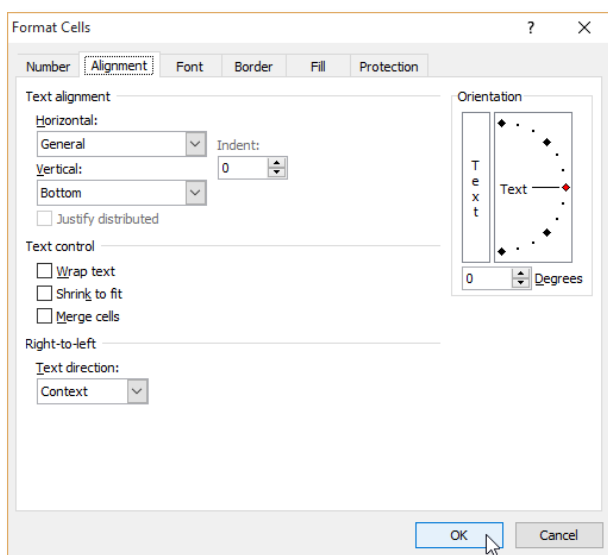 Format Cells ?
Number Alignment Font Border Fill Protection
Text alignment
Horizontal:
General
Indent:
0
Vertical:
Bottom
Justify distributed
Text control
Wrap text
Shrink to fit
Merge cells
Right-to-left
Text direction:
Context
Orientation
Text
Text
0 Degrees
OK Cancel